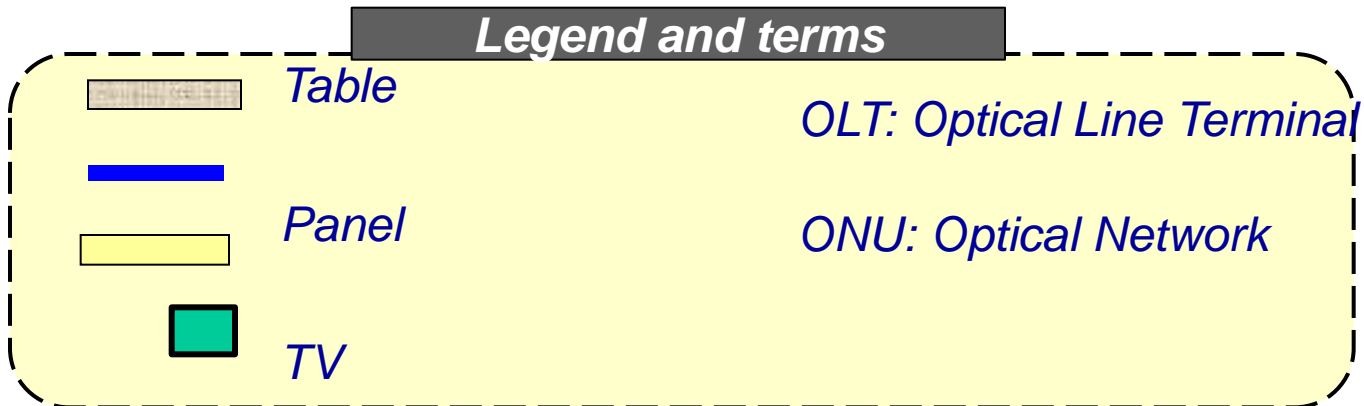 Legend and terms
Table
OLT: Optical Line Terminal
Panel
ONU: Optical Network
TV